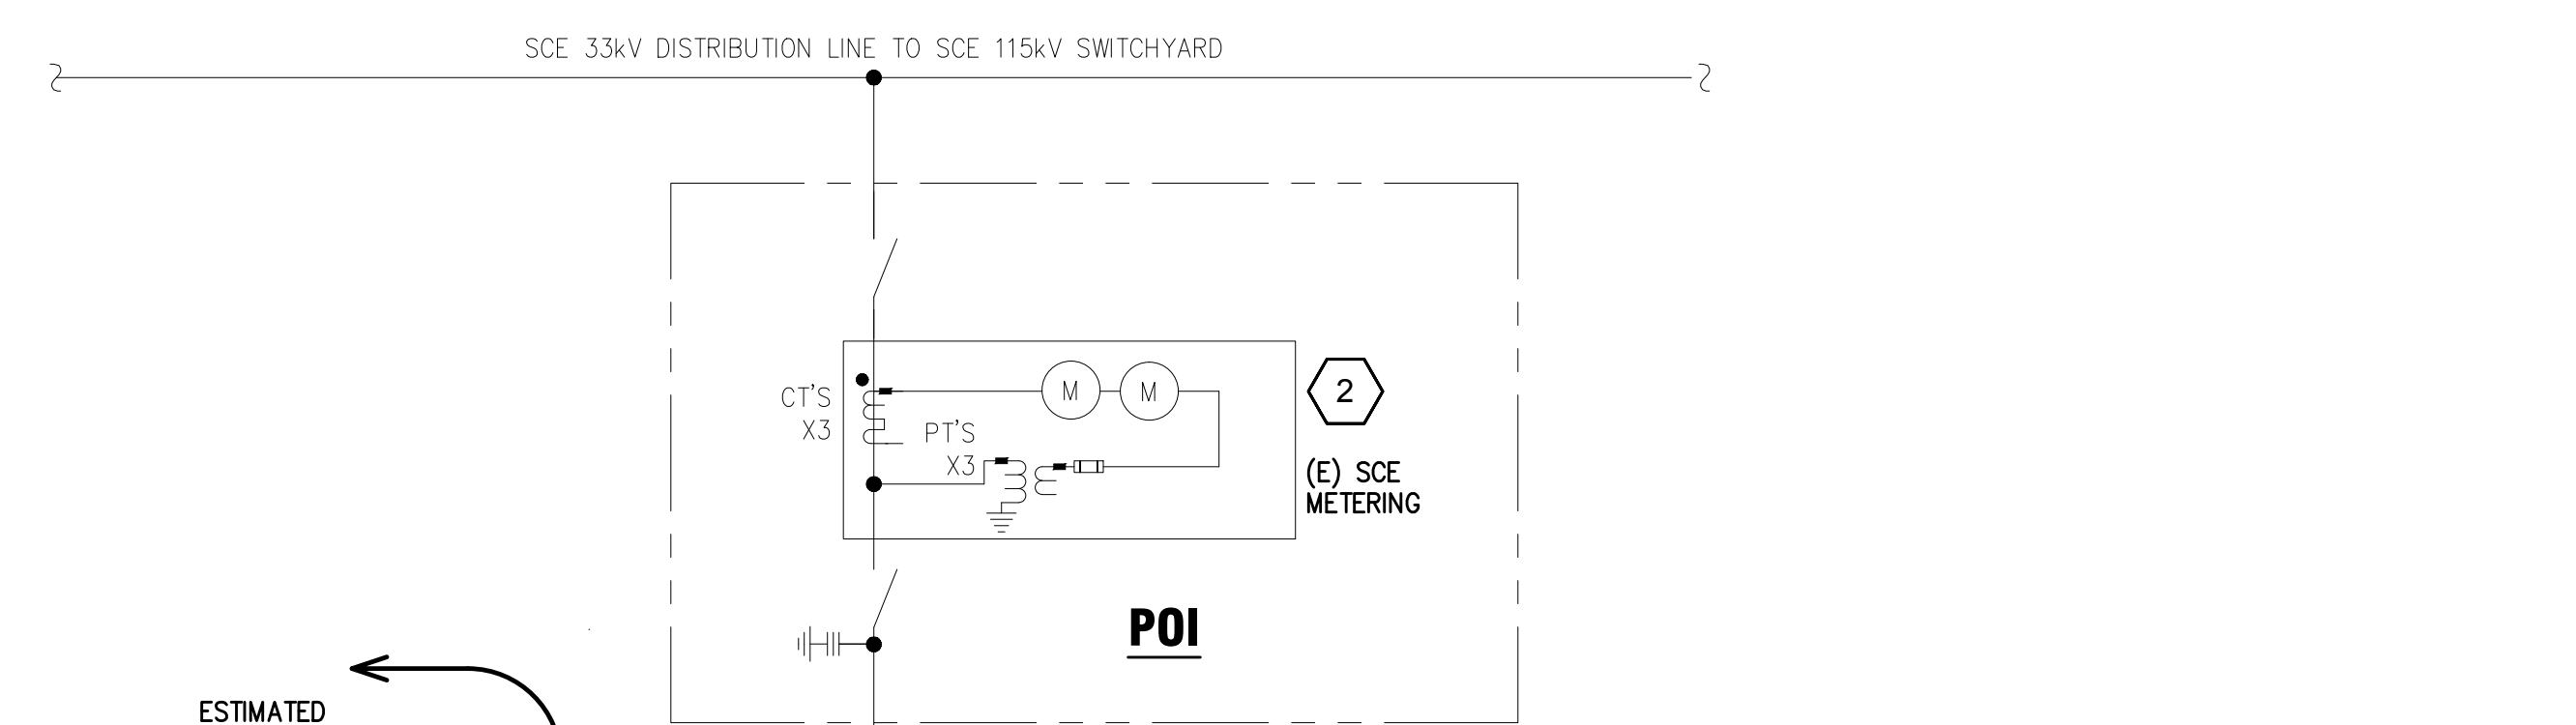 SCE 33kV DISTRIBUTION LINE TO SCE 115kV SWITCHYARD
CT'S
X3
M
M
PT'S
X3
2
(E) SCE
METERING
POI
ESTIMATED